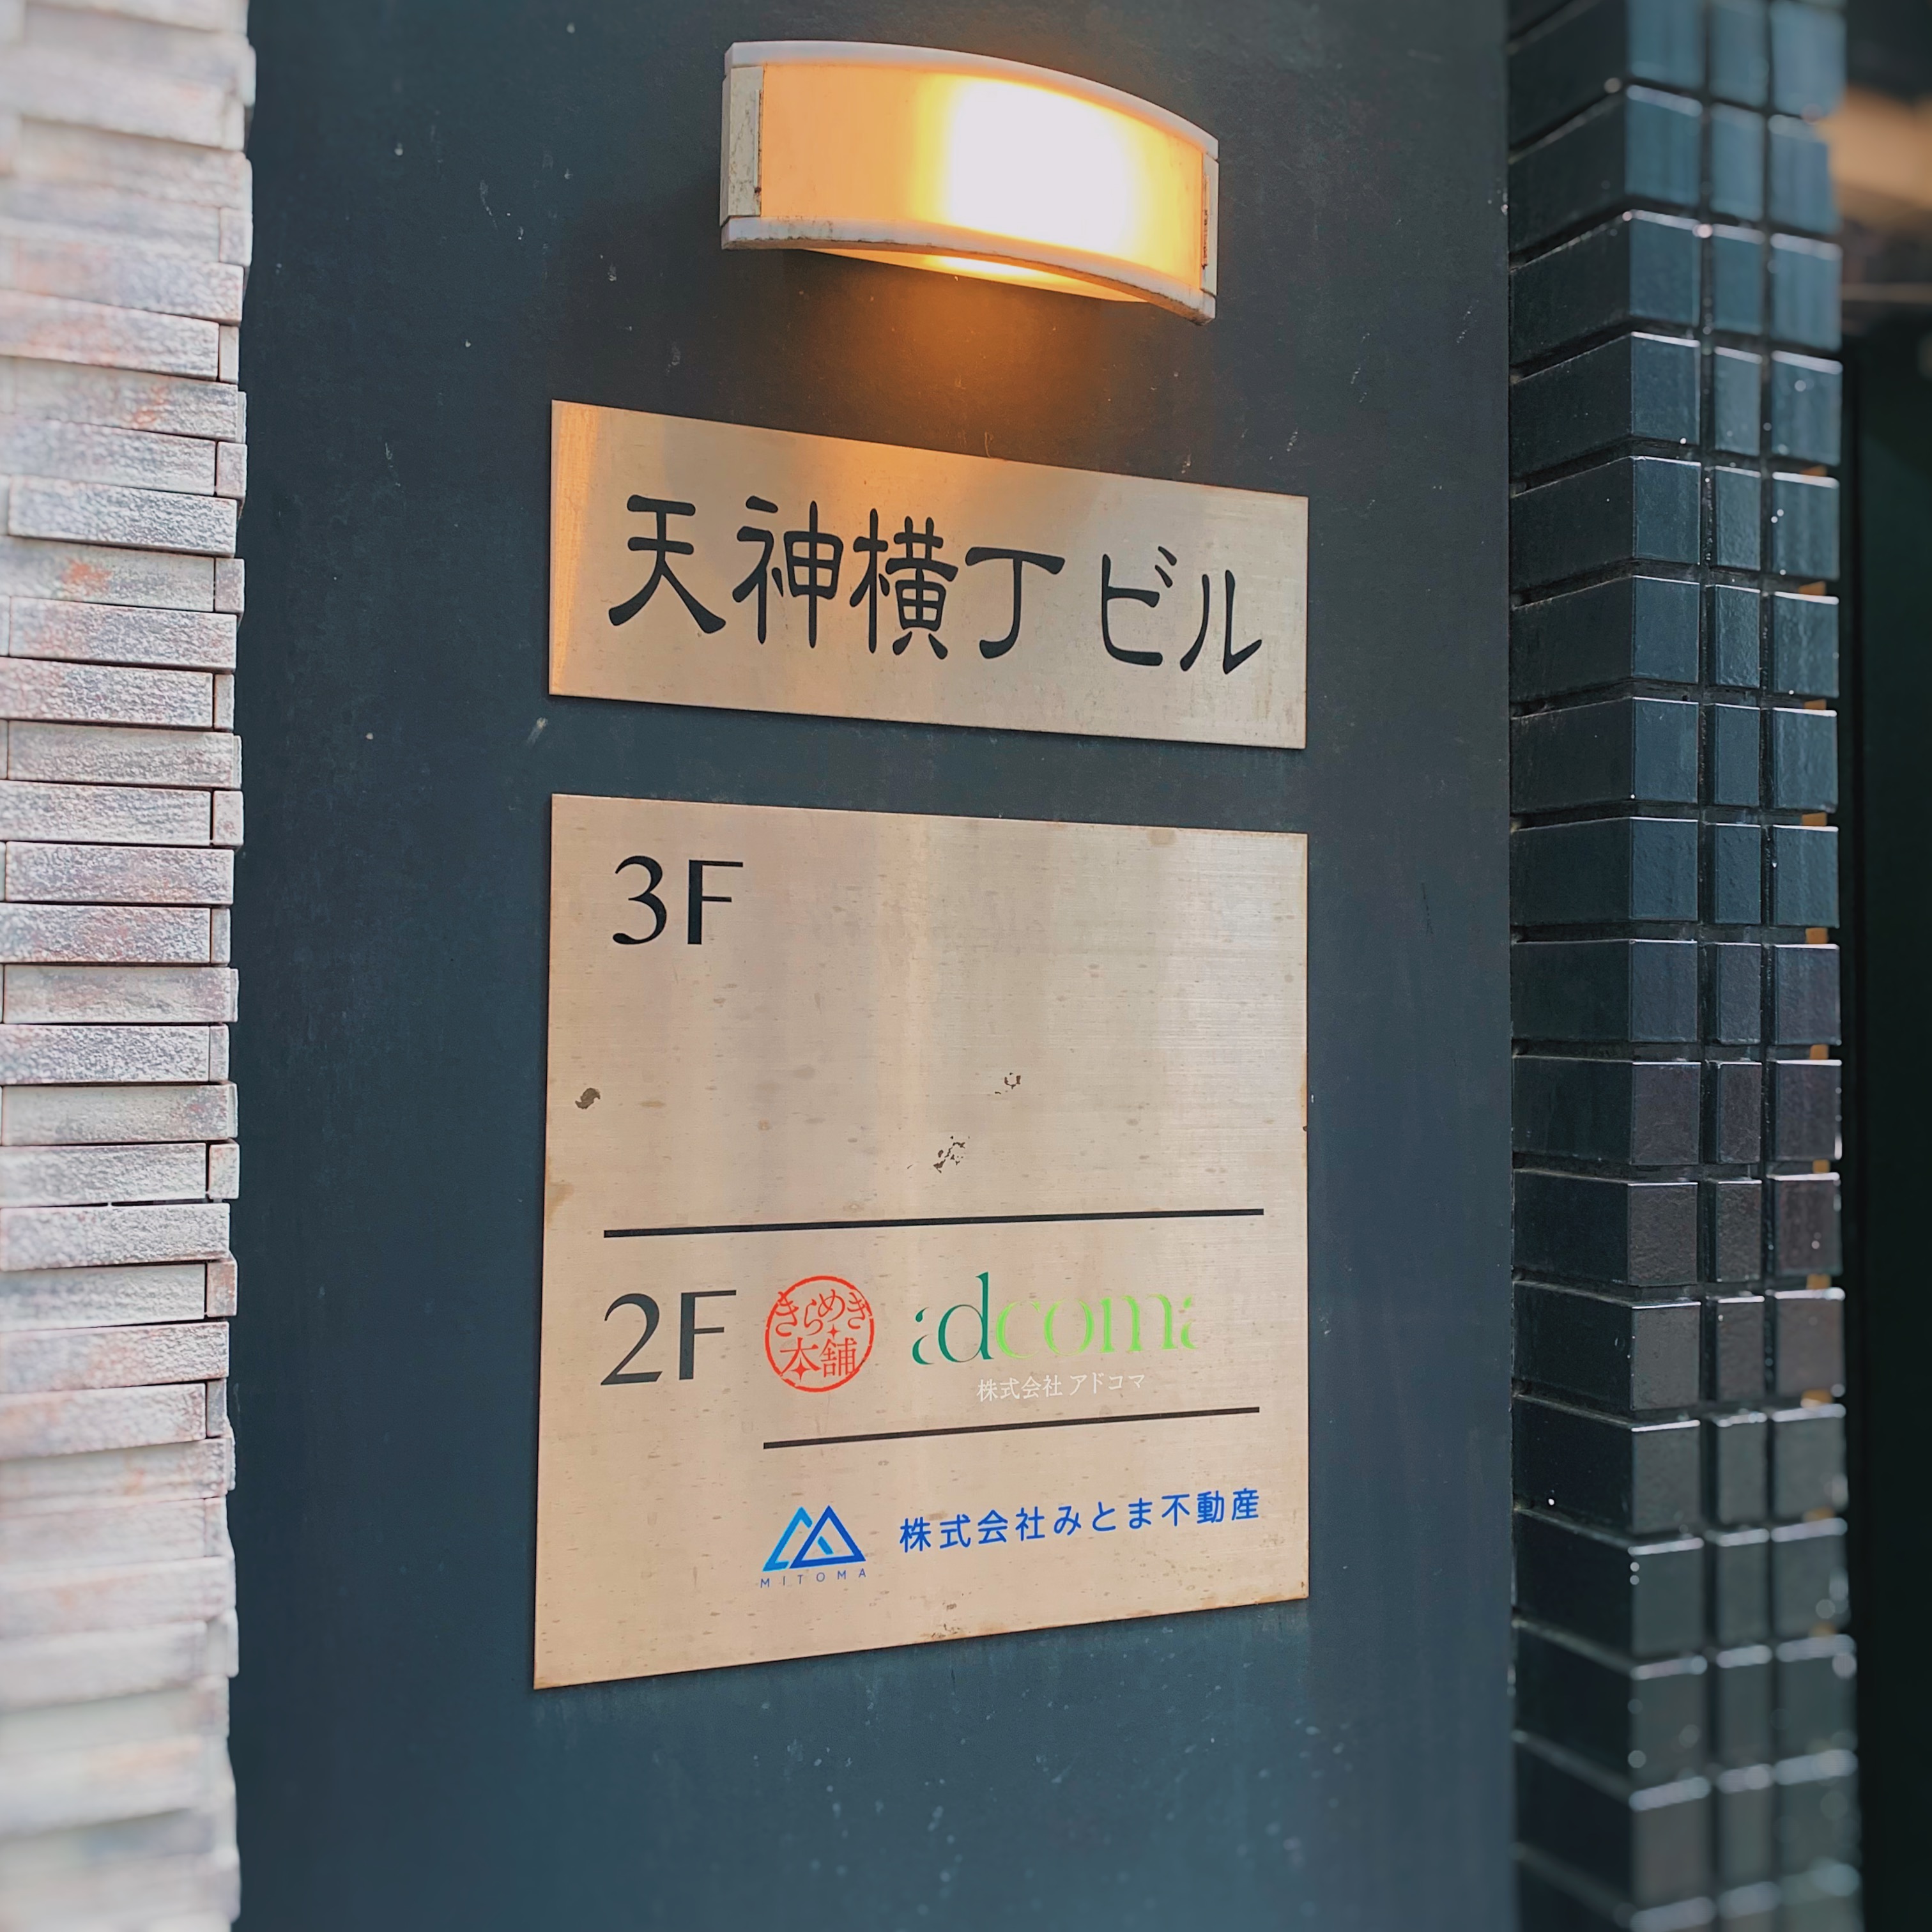 天神横丁ビル
3F
2F
きらめき
本舗
adcoma
株式会社アドコマ
MITOMA
株式会社みとま不動産